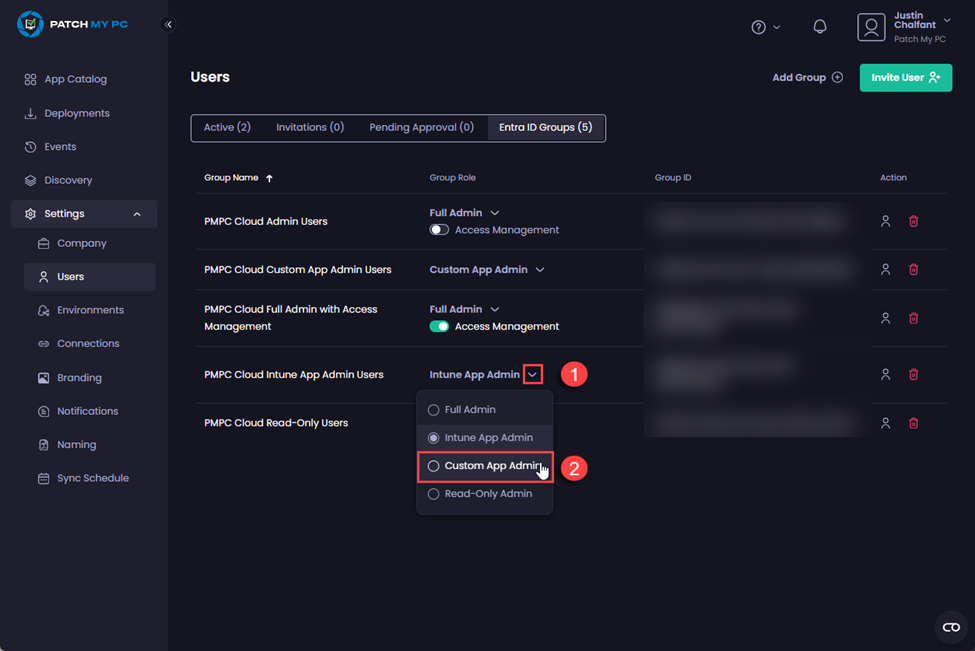 PATCH MY PC
Justin
Chalfant
Patch My PC
App Catalog
Deployments
Events
Discovery
Settings
Company
Users
Environments
Connections
Branding
Notifications
Naming
Sync Schedule
Users
Add Group
Invite User
Active (2) Invitations (0) Pending Approval (0) Entra ID Groups (5)
Group Name Group Role Group ID Action
PMPC Cloud Admin Users
Full Admin
Access Management
PMPC Cloud Custom App Admin Users
Custom App Admin
PMPC Cloud Full Admin with Access
Management
Full Admin
Access Management
PMPC Cloud Intune App Admin Users
Intune App Admin
1
Full Admin
Intune App Admin
Custom App Admin
2
Read-Only Admin
PMPC Cloud Read-Only Users